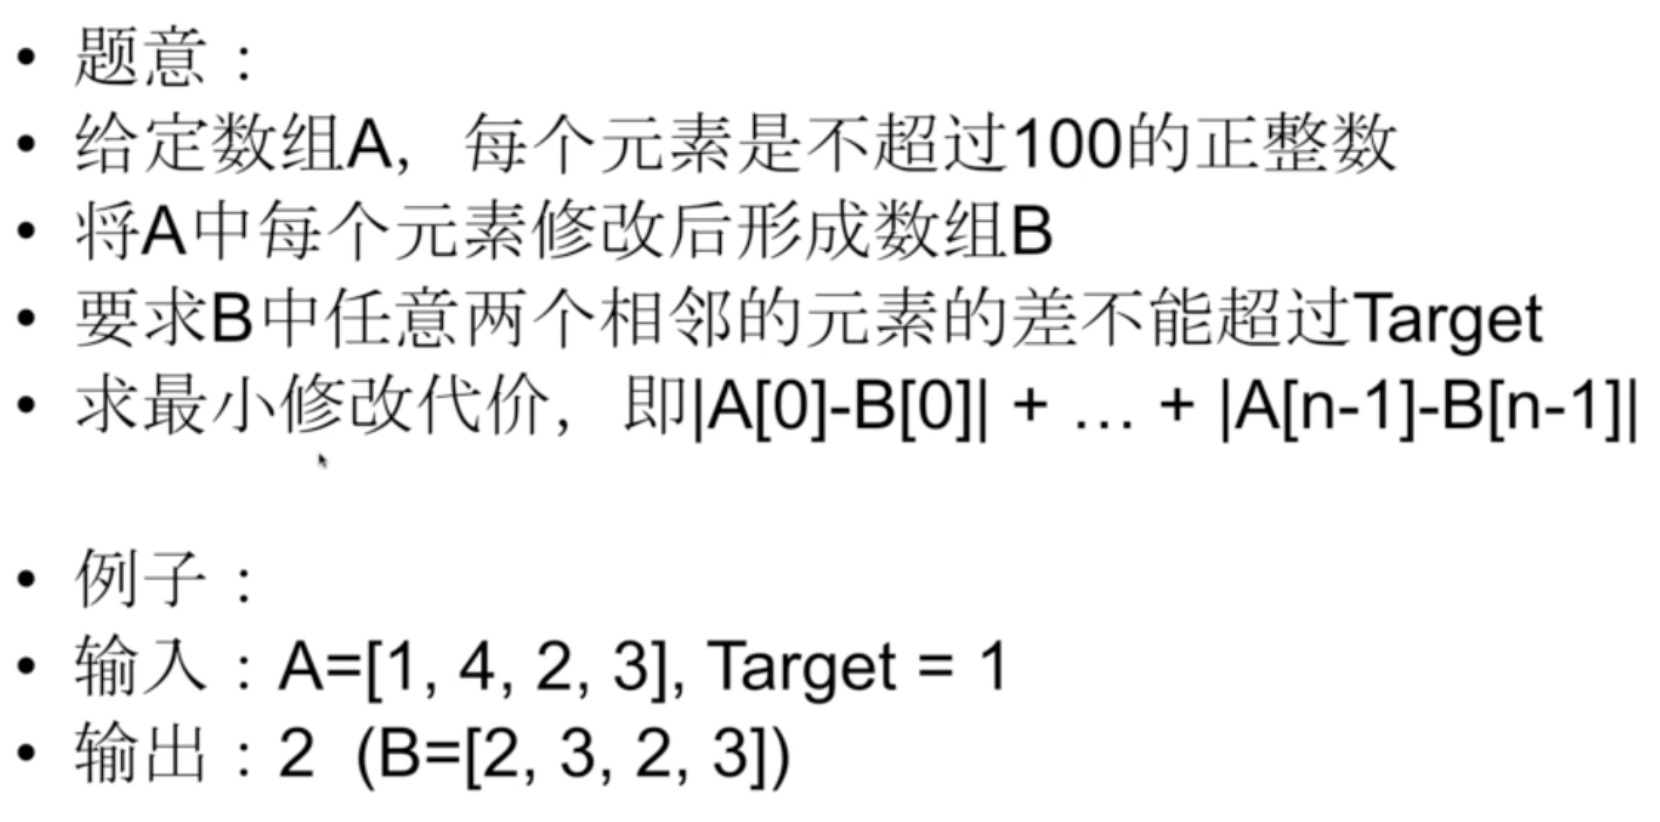 • 题意：
• 给定数组A，每个元素是不超过100的正整数
• 将A中每个元素修改后形成数组B
• 要求B中任意两个相邻的元素的差不能超过Target
• 求最小修改代价，即|A[0]-B[0]| + … + |A[n-1]-B[n-1]|
• 例子：
• 输入：A=[1, 4, 2, 3], Target = 1
• 输出：2 (B=[2, 3, 2, 3])